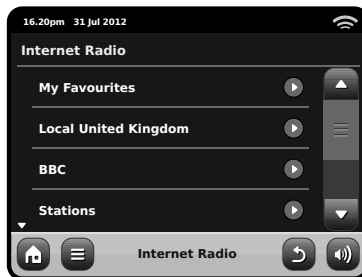 16.20pm 31 Jul 2012
Internet Radio
My Favourites
Local United Kingdom
BBC
Stations
Internet Radio